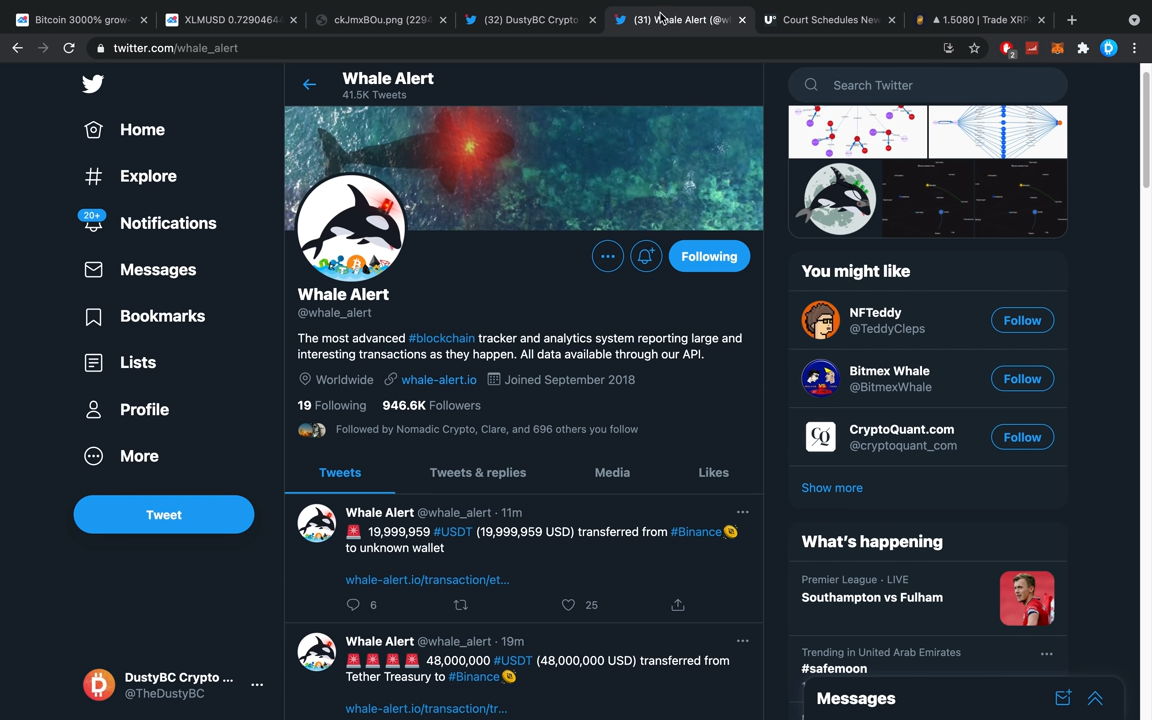 Bitcoin 3000% grow
XLMUSD 0.7290464
ckJmxBOu.png (2294
(32) DustyBC Crypto
(31) Whale Alert (@w
Court Schedules New
▲ 1.5080 | Trade XRP
twitter.com/whale_alert
2
Whale Alert
41.5K Tweets
Search Twitter
Home
Explore
20+
Notifications
Messages
Bookmarks
Lists
Profile
More
Tweet
DustyBC Crypto ...
@TheDustyBC
Following
Whale Alert
@whale_alert
The most advanced #blockchain tracker and analytics system reporting large and
interesting transactions as they happen. All data available through our API.
Worldwide whale-alert.io Joined September 2018
19 Following 946.6K Followers
Followed by Nomadic Crypto, Clare, and 696 others you follow
Tweets Tweets & replies Media Likes
Whale Alert @whale_alert · 11m
🚨 19,999,959 #USDT (19,999,959 USD) transferred from #Binance
to unknown wallet
whale-alert.io/transaction/et...
6 25
Whale Alert @whale_alert · 19m
🚨 🚨 🚨 🚨 48,000,000 #USDT (48,000,000 USD) transferred from
Tether Treasury to #Binance
whale-alert.io/transaction/tr...
You might like
NFTeddy
@TeddyCleps
Follow
Bitmex Whale
@BitmexWhale
Follow
CryptoQuant.com
@cryptoquant_com
Follow
Show more
What's happening
Premier League · LIVE
Southampton vs Fulham
Trending in United Arab Emirates
#safemoon
Messages